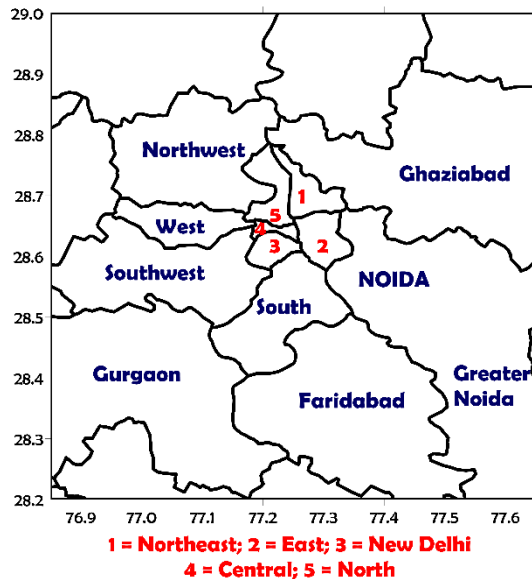 29.0
28.9
28.8
Northwest
Ghaziabad
28.7
1
5
West
4
28.6
3
2
Southwest
NOIDA
28.5
South
28.4
Gurgaon
Faridabad
Greater
Noida
28.3
28.2
76.9 77.0 77.1 77.2 77.3 77.4 77.5 77.6
1 = Northeast; 2 = East; 3 = New Delhi
4 = Central; 5 = North